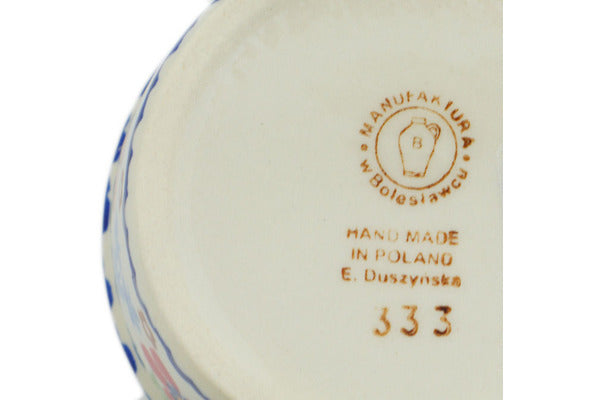 • MANUFAKTURA •
w Bolesławcu
B
HAND MADE
IN POLAND
E. Duszyńska
333